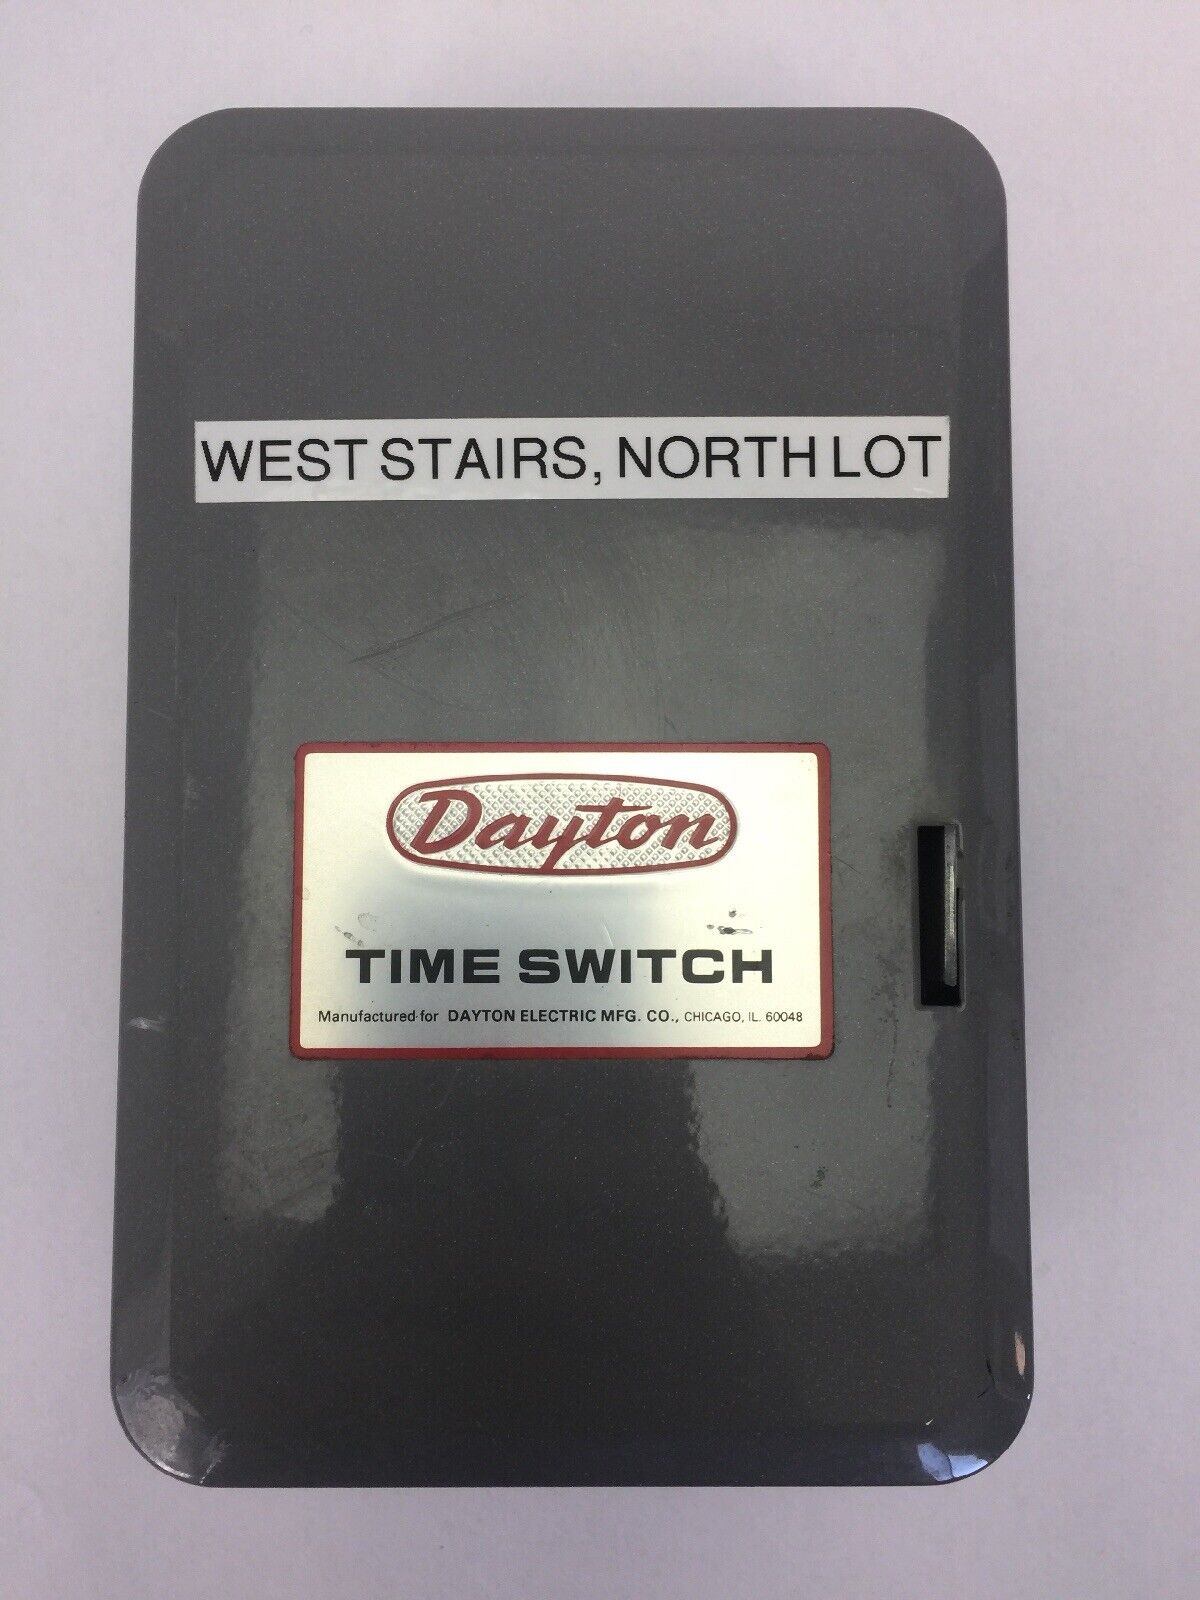 WEST STAIRS, NORTH LOT
Dayton
TIME SWITCH
Manufactured for DAYTON ELECTRIC MFG. CO., CHICAGO, IL. 60048